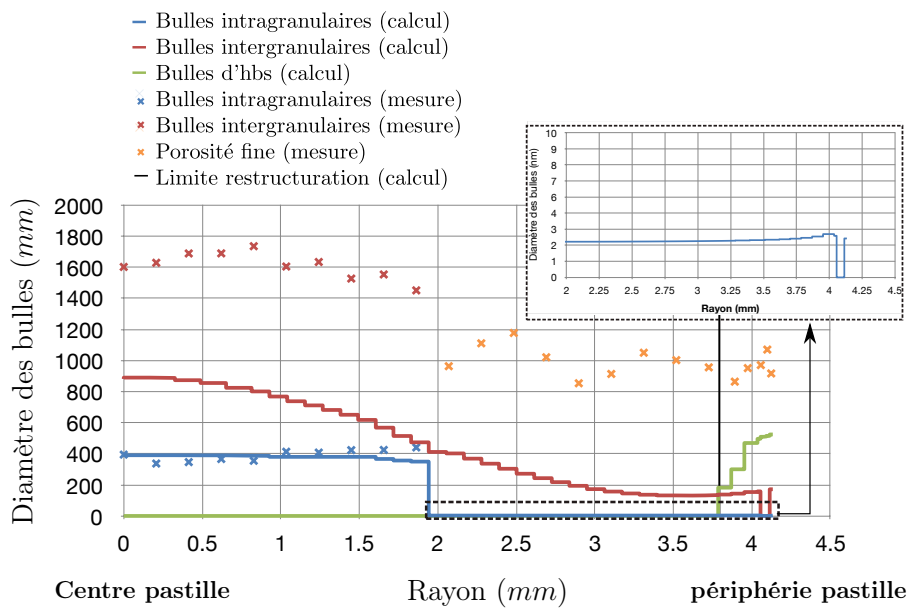 Bulles intragranulaires (calcul)
Bulles intergranulaires (calcul)
Bulles d'hbs (calcul)
Bulles intragranulaires (mesure)
Bulles intergranulaires (mesure)
Porosité fine (mesure)
Limite restructuration (calcul)
Diamètre des bulles (nm)
10
9
8
7
6
5
4
3
2
1
0
2 2.25 2.5 2.75 3 3.25 3.5 3.75 4 4.25 4.5
Rayon (mm)
Diamètre des bulles (mm)
2000
1800
1600
1400
1200
1000
800
600
400
200
0
0 0.5 1 1.5 2 2.5 3 3.5 4 4.5
Centre pastille Rayon (mm) périphérie pastille